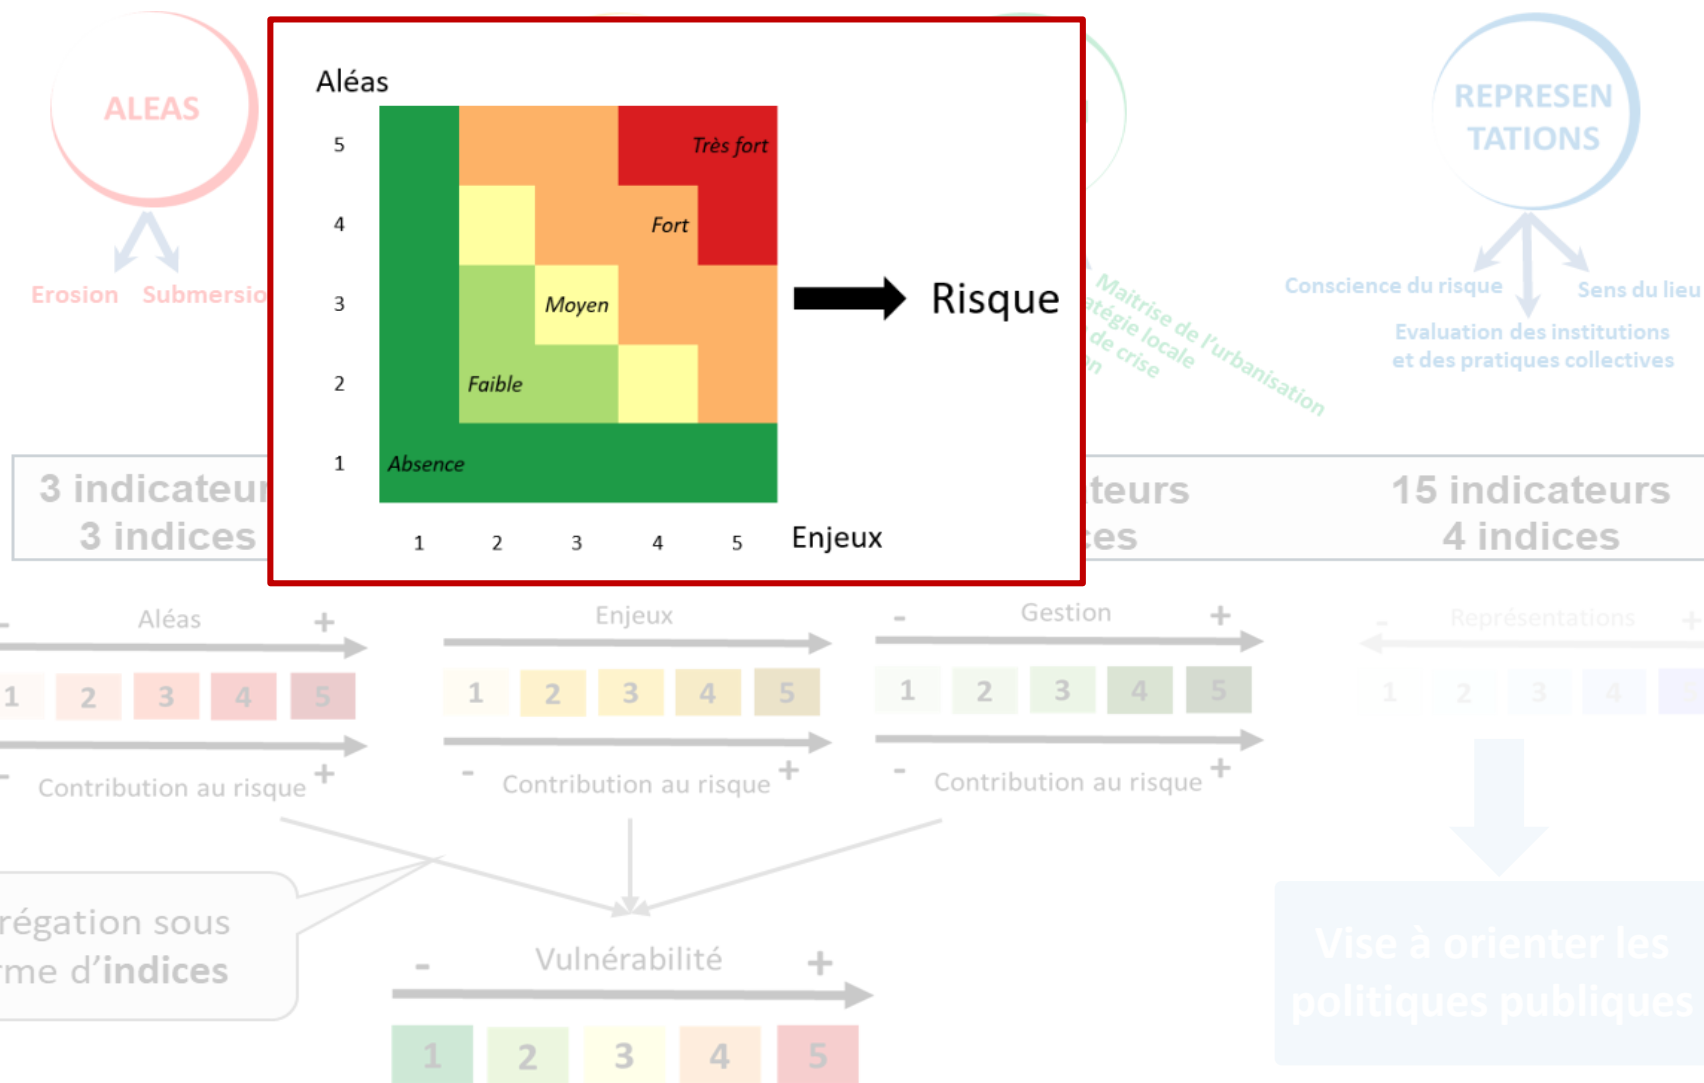 ALEAS
Erosion
Submersio
Aléas
5
4
3
2
1
Très fort
Fort
Moyen
Faible
Absence
1
2
3
4
5
Enjeux
Risque
Maitrise de l'urbanisation
atégie locale
de crise
REPRESEN
TATIONS
Conscience du risque
Sens du lieu
Evaluation des institutions
et des pratiques collectives
3 indicateur
3 indices
teurs
ces
15 indicateurs
4 indices
- Aléas +
1 2 3 4 5
- Contribution au risque +
Enjeux
1 2 3 4 5
- Contribution au risque +
- Gestion +
1 2 3 4 5
- Contribution au risque +
- Représentations +
1 2 3 4
régation sous
rme d'indices
- Vulnérabilité +
1 2 3 4 5
Vise à orienter les
politiques publiques